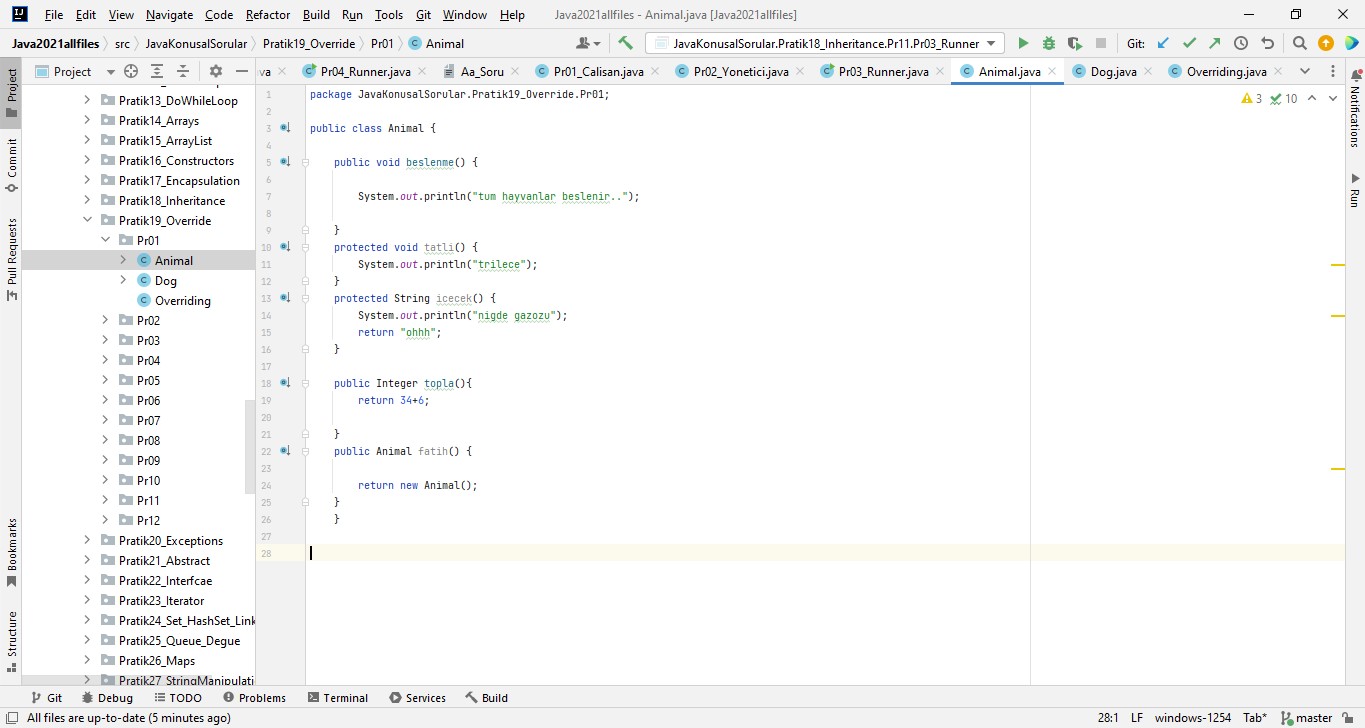 File Edit View Navigate Code Refactor Build Run Tools Git Window Help Java2021allfiles - Animal.java [Java2021allfiles]
Java2021allfiles src JavaKonusalSorular Pratik19_Override Pr01 Animal JavaKonusalSorular.Pratik18_Inheritance.Pr11.Pr03_Runner Git:
Project va Pr04_Runner.java Aa_Soru Pr01_Calisan.java Pr02_Yonetici.java Pr03_Runner.java Animal.java Dog.java Overriding.java
Project
Commit
Pull Requests
Bookmarks
Structure
Pratik13_DoWhileLoop
Pratik14_Arrays
Pratik15_ArrayList
Pratik16_Constructors
Pratik17_Encapsulation
Pratik18_Inheritance
Pratik19_Override
Pr01
Animal
Dog
Overriding
Pr02
Pr03
Pr04
Pr05
Pr06
Pr07
Pr08
Pr09
Pr10
Pr11
Pr12
Pratik20_Exceptions
Pratik21_Abstract
Pratik22_Interfcae
Pratik23_Iterator
Pratik24_Set_HashSet_Link
Pratik25_Queue_Degue
Pratik26_Maps
Pratik27_StringManipulati
3 10
1 package JavaKonusalSorular.Pratik19_Override.Pr01;
2
3 public class Animal {
4
5 public void beslenme() {
6
7 System.out.println("tum hayvanlar beslenir..");
8
9 }
10 protected void tatli() {
11 System.out.println("trilece");
12 }
13 protected String icecek() {
14 System.out.println("nigde gazozu");
15 return "ohhh";
16 }
17
18 public Integer topla(){
19 return 34+6;
20
21 }
22 public Animal fatih() {
23
24 return new Animal();
25 }
26 }
27
28
Notifications
Run
Git Debug TODO Problems Terminal Services Build
All files are up-to-date (5 minutes ago) 28:1 LF windows-1254 Tab* master